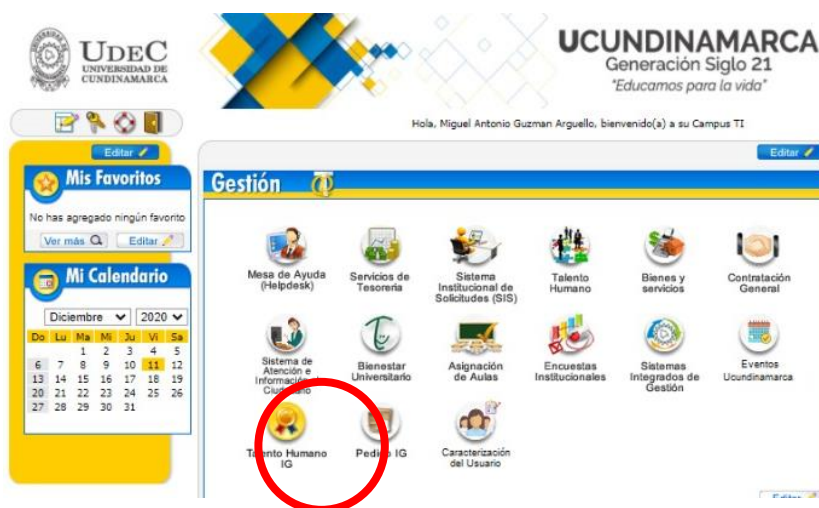 UDEC
UNIVERSIDAD DE
CUNDINAMARCA
UCUNDINAMARCA
Generación Siglo 21
"Educamos para la vida"
Hola, Miguel Antonio Guzman Arguello, bienvenido(a) a su Campus TI
Editar
Mis Favoritos
No has agregado ningún favorito
Ver más
Editar
Mi Calendario
Diciembre 2020
Do Lu Ma Mi Ju Vi Sa
1 2 3 4 5
6 7 8 9 10 11 12
13 14 15 16 17 18 19
20 21 22 23 24 25 26
27 28 29 30 31
Editar
Gestión
Mesa de Ayuda
(Helpdesk)
Servicios de
Tesorería
Sistema
Institucional de
Solicitudes (SIS)
Talento
Humano
Bienes y
servicios
Contratación
General
Sistema de
Atención e
Información
Ciudadano
Bienestar
Universitario
Asignación
de Aulas
Encuestas
Institucionales
Sistemas
Integrados de
Gestión
Eventos
Ucundinamarca
Talento Humano
IG
IG
Caracterización
del Usuario
Editar